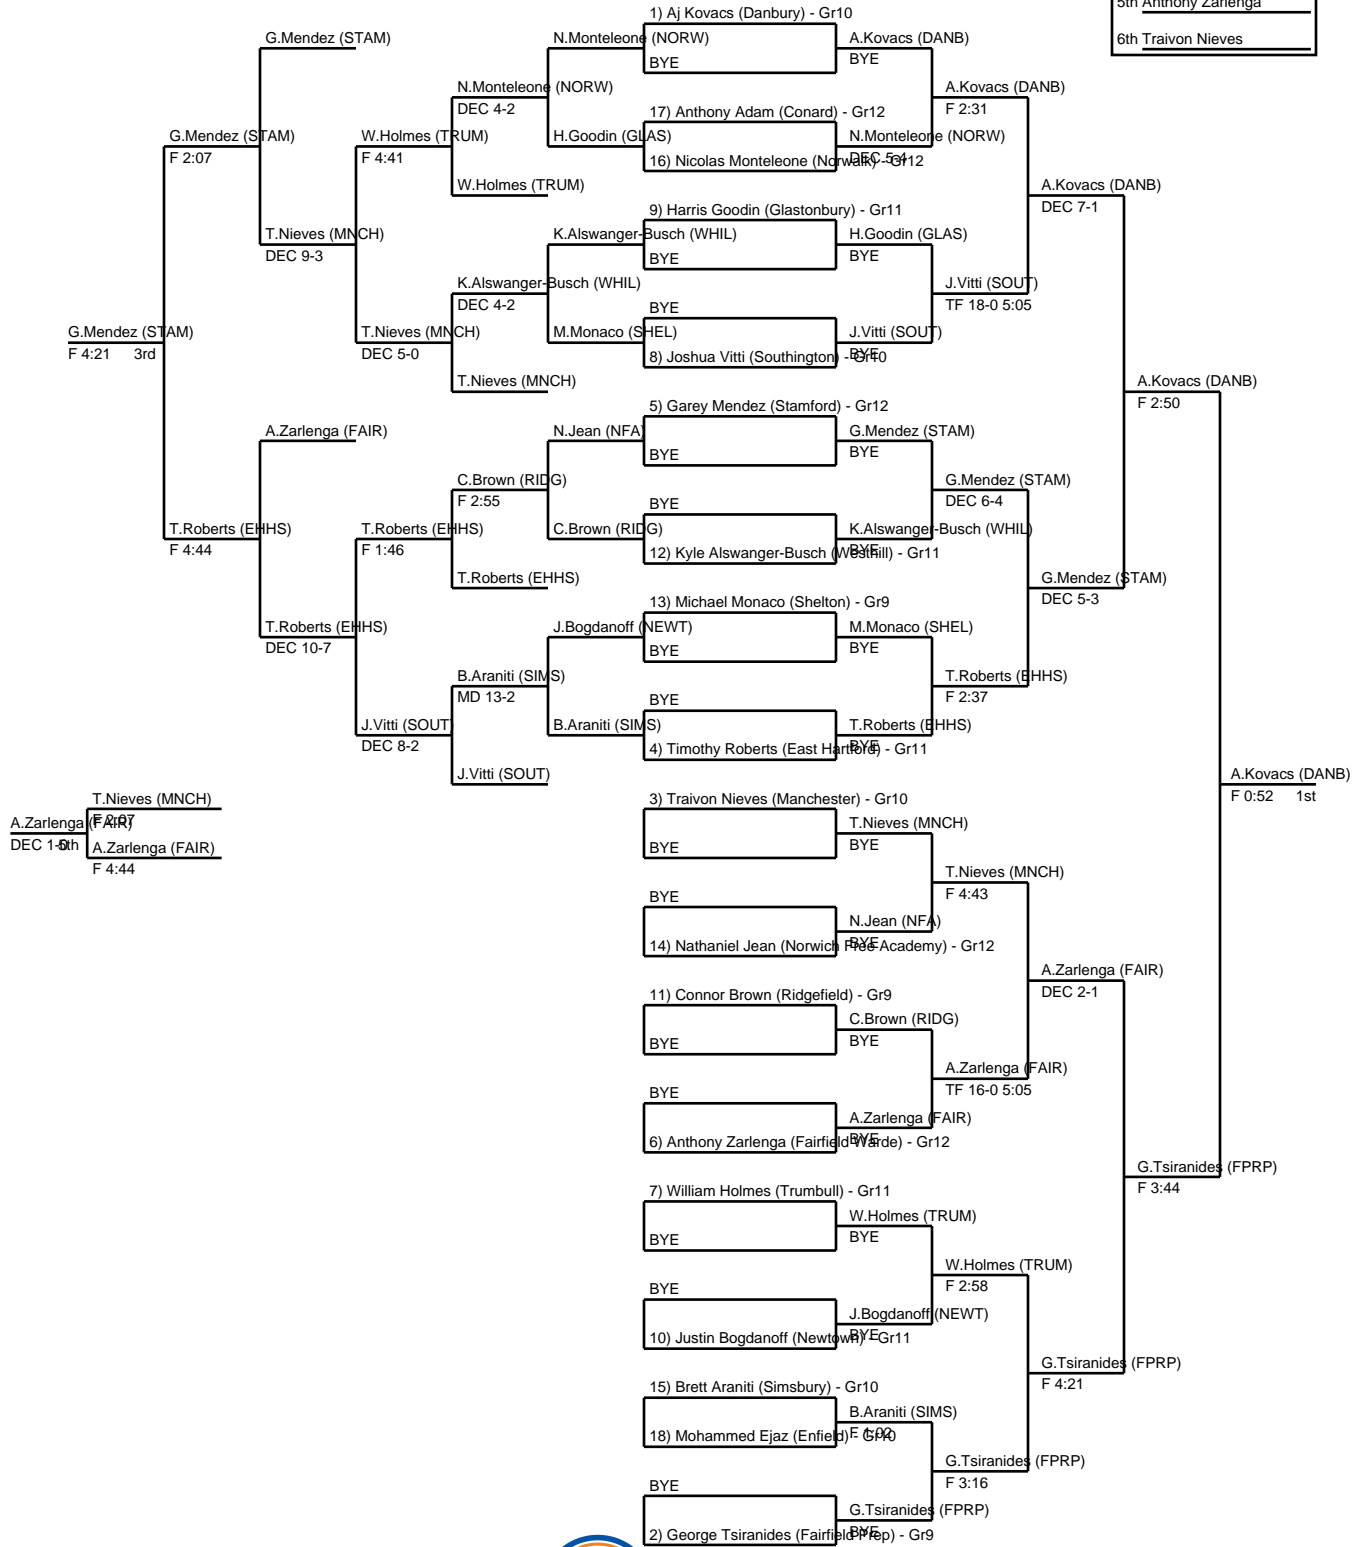 5th Anthony Zarlenga
6th Traivon Nieves
1) Aj Kovacs (Danbury) - Gr10
BYE
17) Anthony Adam (Conard) - Gr12
16) Nicolas Monteleone (Norwalk) - Gr12
9) Harris Goodin (Glastonbury) - Gr11
BYE
BYE
8) Joshua Vitti (Southington) - Gr10
5) Garey Mendez (Stamford) - Gr12
BYE
BYE
12) Kyle Alswanger-Busch (Westhill) - Gr11
13) Michael Monaco (Shelton) - Gr9
BYE
BYE
4) Timothy Roberts (East Hartford) - Gr11
3) Traivon Nieves (Manchester) - Gr10
BYE
BYE
14) Nathaniel Jean (Norwich Free Academy) - Gr12
11) Connor Brown (Ridgefield) - Gr9
BYE
BYE
6) Anthony Zarlenga (Fairfield Warde) - Gr12
7) William Holmes (Trumbull) - Gr11
BYE
BYE
10) Justin Bogdanoff (Newtown) - Gr11
15) Brett Araniti (Simsbury) - Gr10
18) Mohammed Ejaz (Enfield) - Gr10
BYE
2) George Tsiranides (Fairfield Prep) - Gr9
A.Kovacs (DANB)
BYE
N.Monteleone (NORW)
DEC 5-4
H.Goodin (GLAS)
BYE
J.Vitti (SOUT)
BYE
G.Mendez (STAM)
BYE
K.Alswanger-Busch (WHIL)
BYE
M.Monaco (SHEL)
BYE
T.Roberts (EHHS)
BYE
T.Nieves (MNCH)
BYE
N.Jean (NFA)
BYE
C.Brown (RIDG)
BYE
A.Zarlenga (FAIR)
BYE
W.Holmes (TRUM)
BYE
J.Bogdanoff (NEWT)
BYE
B.Araniti (SIMS)
F 1:02
G.Tsiranides (FPRP)
BYE
A.Kovacs (DANB)
F 2:31
J.Vitti (SOUT)
TF 18-0 5:05
G.Mendez (STAM)
DEC 6-4
T.Roberts (EHHS)
F 2:37
T.Nieves (MNCH)
F 4:43
A.Zarlenga (FAIR)
TF 16-0 5:05
W.Holmes (TRUM)
F 2:58
G.Tsiranides (FPRP)
F 3:16
A.Kovacs (DANB)
DEC 7-1
G.Mendez (STAM)
DEC 5-3
A.Zarlenga (FAIR)
DEC 2-1
G.Tsiranides (FPRP)
F 4:21
A.Kovacs (DANB)
F 2:50
G.Tsiranides (FPRP)
F 3:44
A.Kovacs (DANB)
F 0:52 1st
N.Monteleone (NORW)
H.Goodin (GLAS)
K.Alswanger-Busch (WHIL)
M.Monaco (SHEL)
N.Jean (NFA)
C.Brown (RIDG)
J.Bogdanoff (NEWT)
B.Araniti (SIMS)
N.Monteleone (NORW)
DEC 4-2
W.Holmes (TRUM)
K.Alswanger-Busch (WHIL)
DEC 4-2
T.Nieves (MNCH)
C.Brown (RIDG)
F 2:55
T.Roberts (EHHS)
B.Araniti (SIMS)
MD 13-2
J.Vitti (SOUT)
W.Holmes (TRUM)
F 4:41
T.Nieves (MNCH)
DEC 5-0
T.Roberts (EHHS)
F 1:46
J.Vitti (SOUT)
DEC 8-2
G.Mendez (STAM)
T.Nieves (MNCH)
DEC 9-3
A.Zarlenga (FAIR)
T.Roberts (EHHS)
DEC 10-7
G.Mendez (STAM)
F 2:07
T.Roberts (EHHS)
F 4:44
G.Mendez (STAM)
F 4:21 3rd
T.Nieves (MNCH)
F 2:07
A.Zarlenga (FAIR)
F 4:44
A.Zarlenga (FAIR)
DEC 1-0 5th